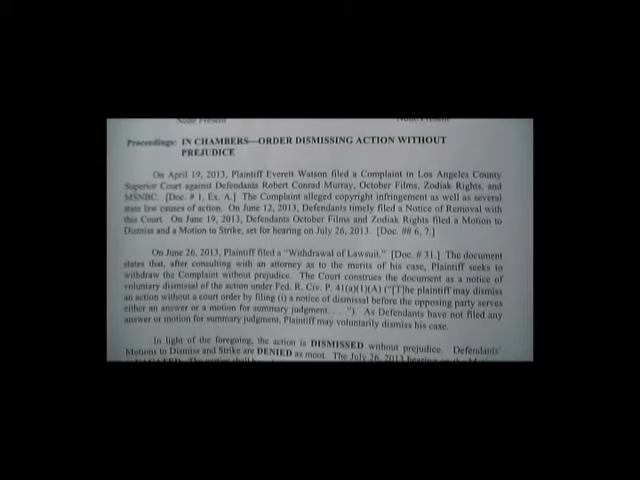 None Present None Present
Proceedings: IN CHAMBERS—ORDER DISMISSING ACTION WITHOUT
PREJUDICE
On April 19, 2013, Plaintiff Everett Watson filed a Complaint in Los Angeles County
Superior Court against Defendants Robert Conrad Murray, October Films, Zodiak Rights, and
MSNBC. [Doc. # 1, Ex. A.] The Complaint alleged copyright infringement as well as several
state law causes of action. On June 12, 2013, Defendants timely filed a Notice of Removal with
this Court. On June 19, 2013, Defendants October Films and Zodiak Rights filed a Motion to
Dismiss and a Motion to Strike, set for hearing on July 26, 2013. [Doc. ## 6, 7.]
On June 26, 2013, Plaintiff filed a “Withdrawal of Lawsuit.” [Doc. # 31.] The document
states that, after consulting with an attorney as to the merits of his case, Plaintiff seeks to
withdraw the Complaint without prejudice. The Court construes the document as a notice of
voluntary dismissal of the action under Fed. R. Civ. P. 41(a)(1)(A) (“[T]he plaintiff may dismiss
an action without a court order by filing (i) a notice of dismissal before the opposing party serves
either an answer or a motion for summary judgment. . . .”). As Defendants have not filed any
answer or motion for summary judgment, Plaintiff may voluntarily dismiss his case.
In light of the foregoing, the action is DISMISSED without prejudice. Defendants’
Motions to Dismiss and Strike are DENIED as moot. The July 26, 2013 hearing on the